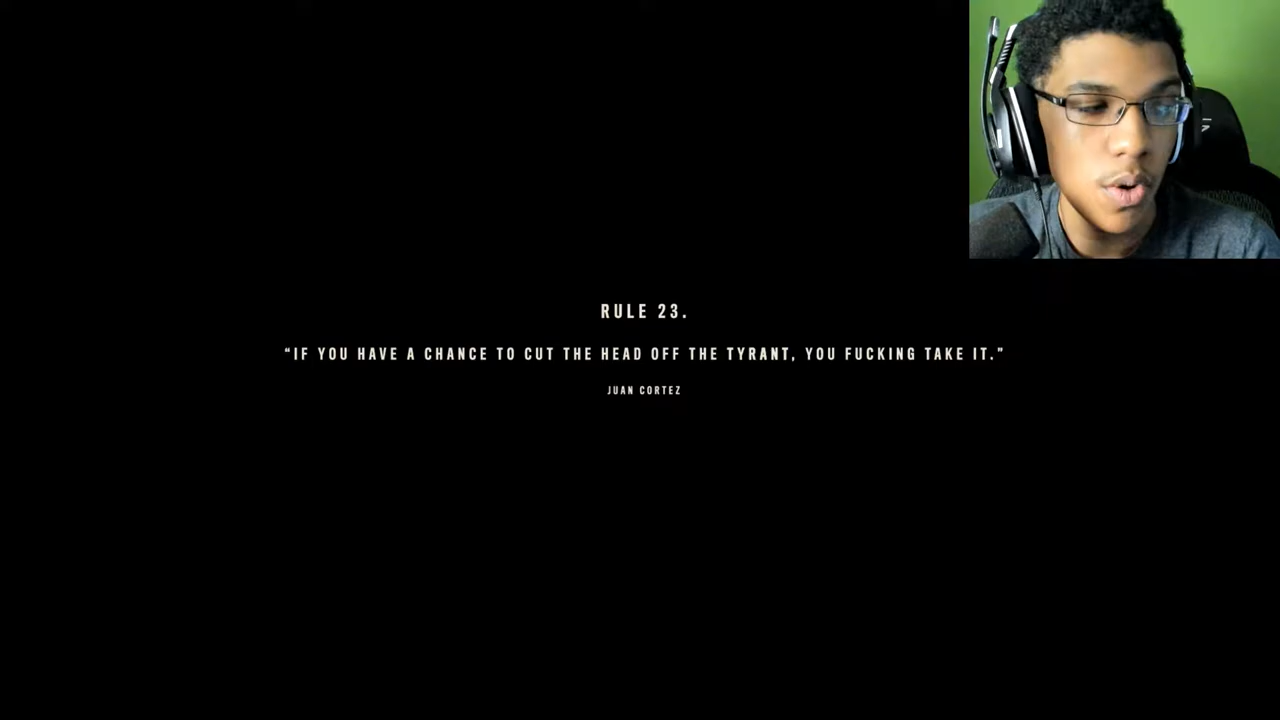 RULE 23.
“IF YOU HAVE A CHANCE TO CUT THE HEAD OFF THE TYRANT, YOU FUCKING TAKE IT.”
JUAN CORTEZ